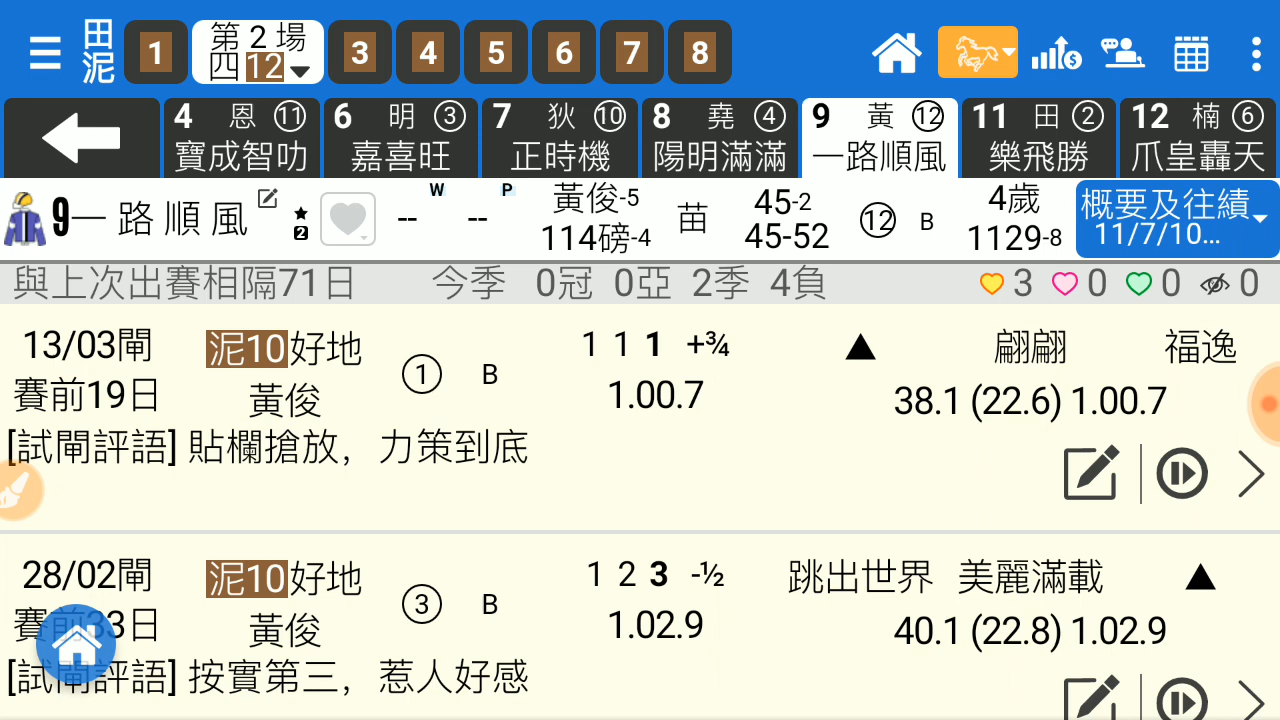 田泥 1 第2場 四12 3 4 5 6 7 8
4 恩 11 6 明 3 7 狄 10 8 堯 4 9 黃 12 11 田 2 12 楠 6
寶成智叻 嘉喜旺 正時機 陽明滿滿 一路順風 樂飛勝 爪皇轟天
W P 黃俊-5 45-2 4歲 概要及往績
9 一路順風 2 -- -- 苗 12 B
114磅-4 45-52 1129-8 11/7/10...
與上次出賽相隔71日 今季 0冠 0亞 2季 4負 3 0 0 0
13/03閘 泥10好地 1 B 1 1 1 +¾ ▲ 翩翩 福逸
賽前19日 黃俊 1.00.7 38.1 (22.6) 1.00.7
[試閘評語] 貼欄搶放，力策到底
28/02閘 泥10好地 3 B 1 2 3 -½ 跳出世界 美麗滿載 ▲
賽前33日 黃俊 1.02.9 40.1 (22.8) 1.02.9
[試閘評語] 按實第三，惹人好感